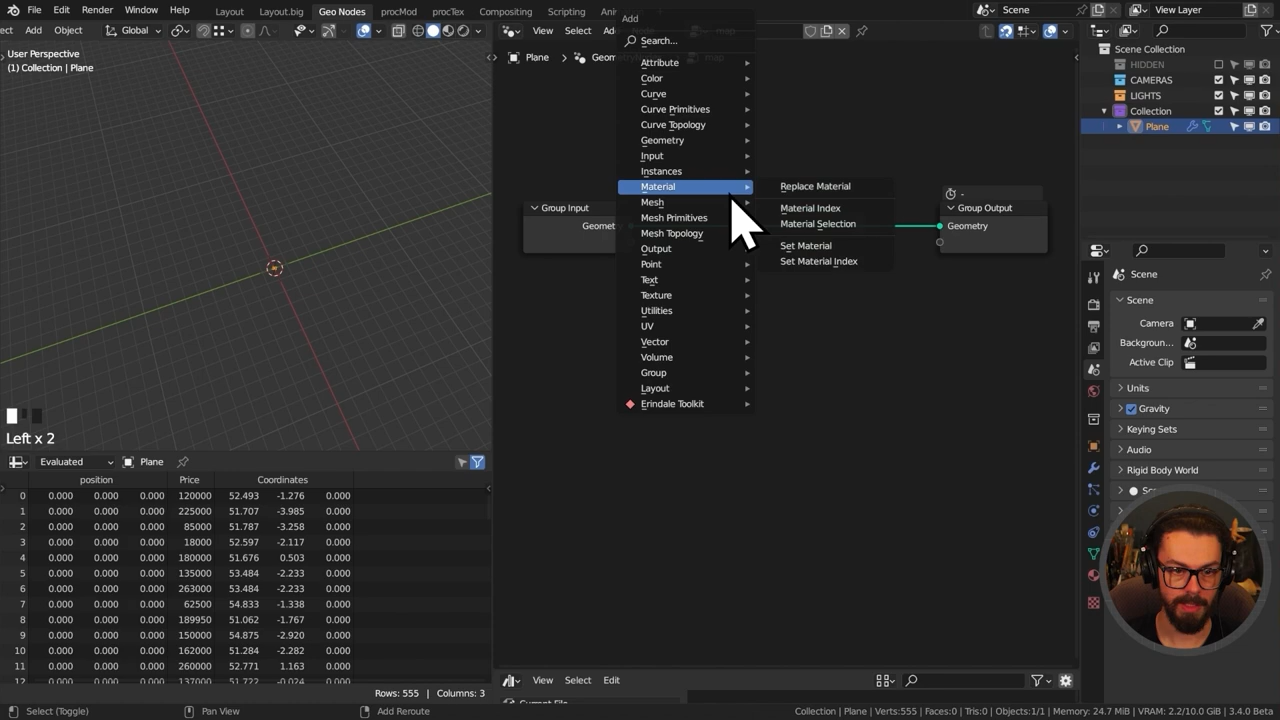 File Edit Render Window Help Layout Layout.big Geo Nodes procMod procTex Compositing Scripting Scene View Layer
Add Object Global
View Select
User Perspective
(1) Collection | Plane
Plane > map
Add
Search...
Attribute
Color
Curve
Curve Primitives
Curve Topology
Geometry
Input
Instances
Material
Mesh
Mesh Primitives
Mesh Topology
Output
Point
Text
Texture
Utilities
UV
Vector
Volume
Group
Layout
Erindale Toolkit
Replace Material
Material Index
Material Selection
Set Material
Set Material Index
Group Input
-
Group Output
Geometry
Scene Collection
HIDDEN
CAMERAS
LIGHTS
Collection
Plane
Scene
Scene
Camera
Backgroun...
Active Clip
Units
Gravity
Keying Sets
Audio
Rigid Body World
Left x 2
Evaluated Plane
position Price Coordinates
0 0.000 0.000 0.000 120000 52.493 -1.276 0.000
1 0.000 0.000 0.000 225000 51.707 -3.985 0.000
2 0.000 0.000 0.000 85000 51.787 -3.258 0.000
3 0.000 0.000 0.000 18000 52.597 -2.117 0.000
4 0.000 0.000 0.000 180000 51.676 0.503 0.000
5 0.000 0.000 0.000 135000 53.484 -2.233 0.000
6 0.000 0.000 0.000 263000 53.484 -2.233 0.000
7 0.000 0.000 0.000 62500 54.833 -1.338 0.000
8 0.000 0.000 0.000 189950 51.062 -1.767 0.000
9 0.000 0.000 0.000 150000 54.875 -2.920 0.000
10 0.000 0.000 0.000 162000 51.284 -2.282 0.000
11 0.000 0.000 0.000 260000 52.771 1.163 0.000
12 0.000 0.000 0.000 137000 51.722 -0.024 0.000
Rows: 555 | Columns: 3
View Select Edit
Current File
Select (Toggle) Pan View Add Reroute
Collection | Plane | Verts:555 | Faces:0 | Tris:0 | Objects:1/1 | Memory: 24.7 MiB | VRAM: 2.2/10.0 GiB | 3.4.0 Beta